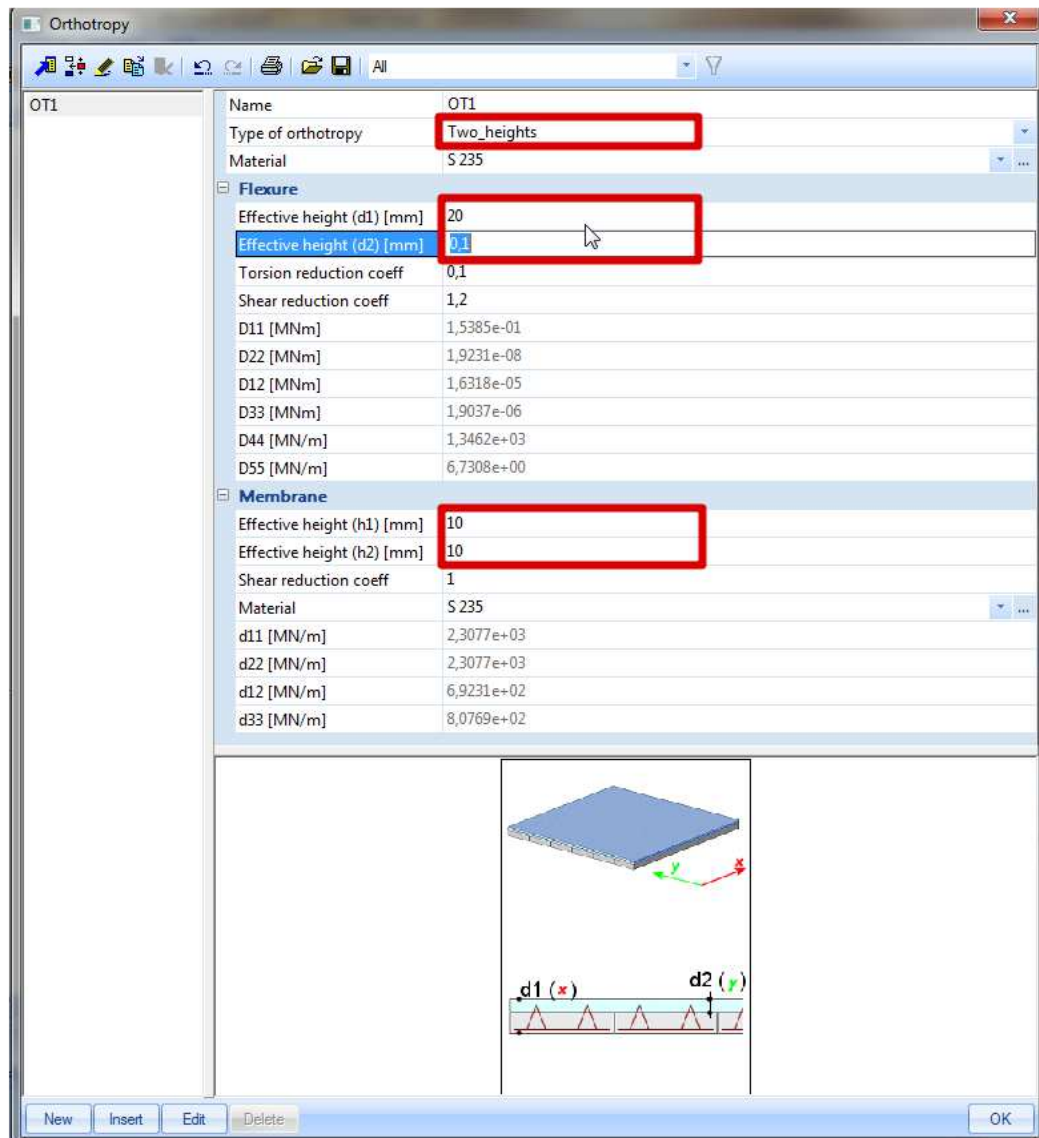 Orthotropy
All
OT1
Name OT1
Type of orthotropy Two_heights
Material S 235 ...
Flexure
Effective height (d1) [mm] 20
Effective height (d2) [mm] 0,1
Torsion reduction coeff 0,1
Shear reduction coeff 1,2
D11 [MNm] 1,5385e-01
D22 [MNm] 1,9231e-08
D12 [MNm] 1,6318e-05
D33 [MNm] 1,9037e-06
D44 [MN/m] 1,3462e+03
D55 [MN/m] 6,7308e+00
Membrane
Effective height (h1) [mm] 10
Effective height (h2) [mm] 10
Shear reduction coeff 1
Material S 235 ...
d11 [MN/m] 2,3077e+03
d22 [MN/m] 2,3077e+03
d12 [MN/m] 6,9231e+02
d33 [MN/m] 8,0769e+02
y x
d1 (x) d2 (y)
New Insert Edit Delete OK